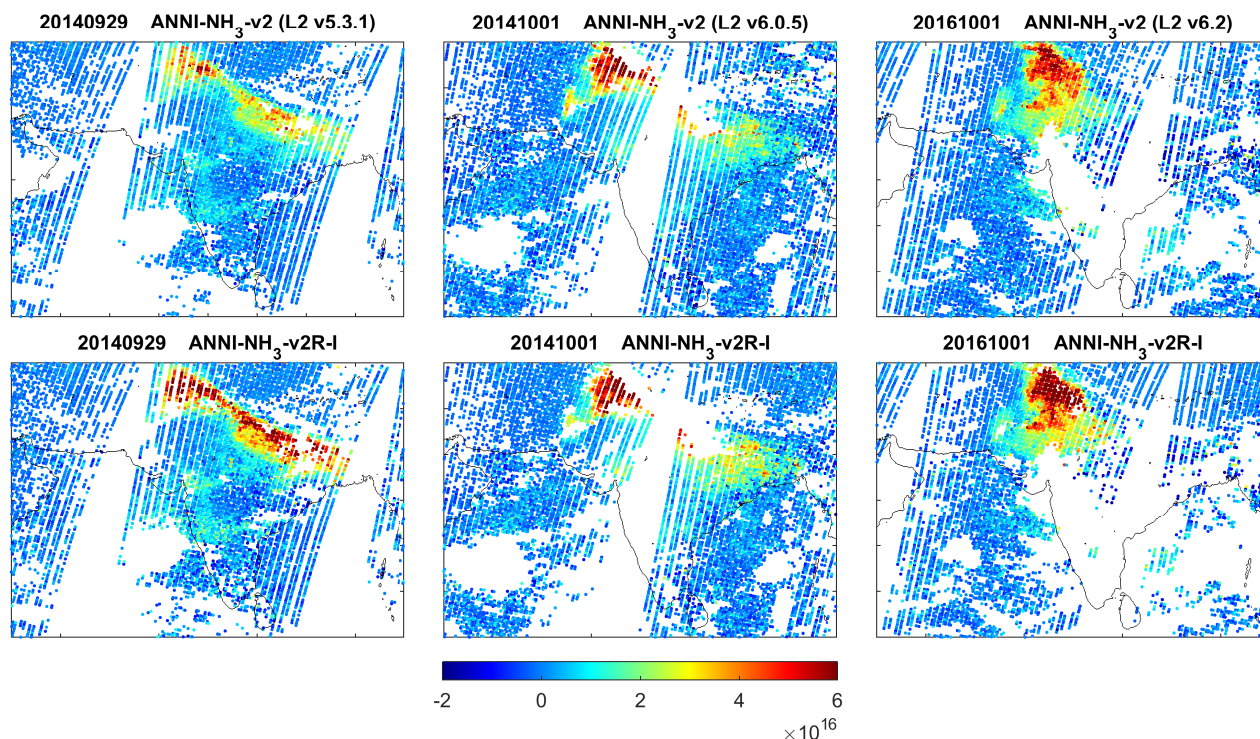 20140929 ANNI-NH3-v2 (L2 v5.3.1)
20141001 ANNI-NH3-v2 (L2 v6.0.5)
20161001 ANNI-NH3-v2 (L2 v6.2)
20140929 ANNI-NH3-v2R-I
20141001 ANNI-NH3-v2R-I
20161001 ANNI-NH3-v2R-I
-2 0 2 4 6
×10^16